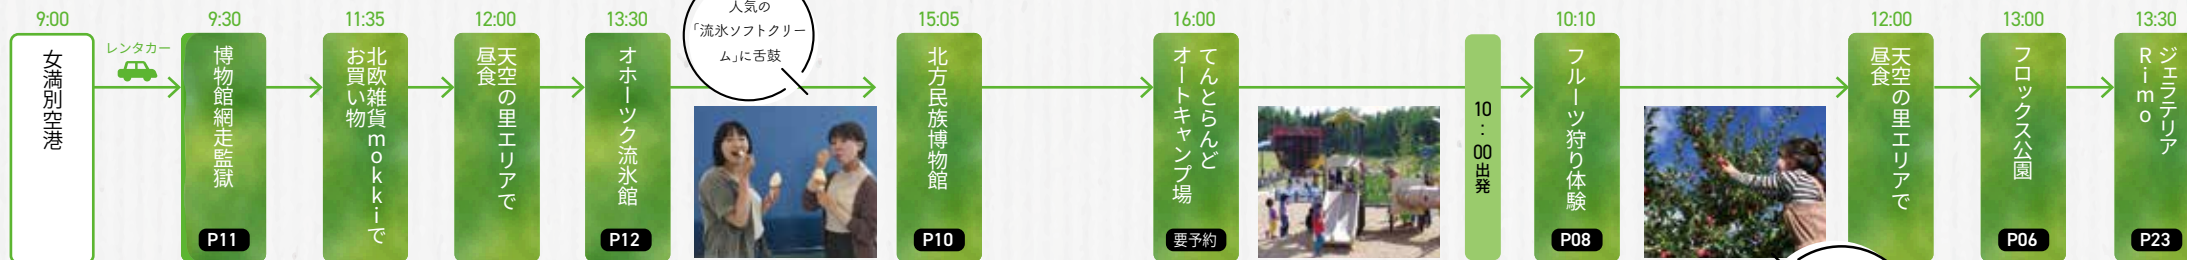 9:00
女満別空港
レンタカー
9:30
博物館網走監獄
P11
11:35
北欧雑貨mokkiで
お買い物
12:00
天空の里エリアで
昼食
13:30
オホーツク流氷館
P12
人気の
「流氷ソフトクリー
ム」に舌鼓
15:05
北方民族博物館
P10
16:00
てんとらんど
オートキャンプ場
要予約
10:00出発
10:10
フルーツ狩り体験
P08
12:00
天空の里エリアで
昼食
13:00
フロックス公園
P06
13:30
ジェラテリア
Rimo
P23